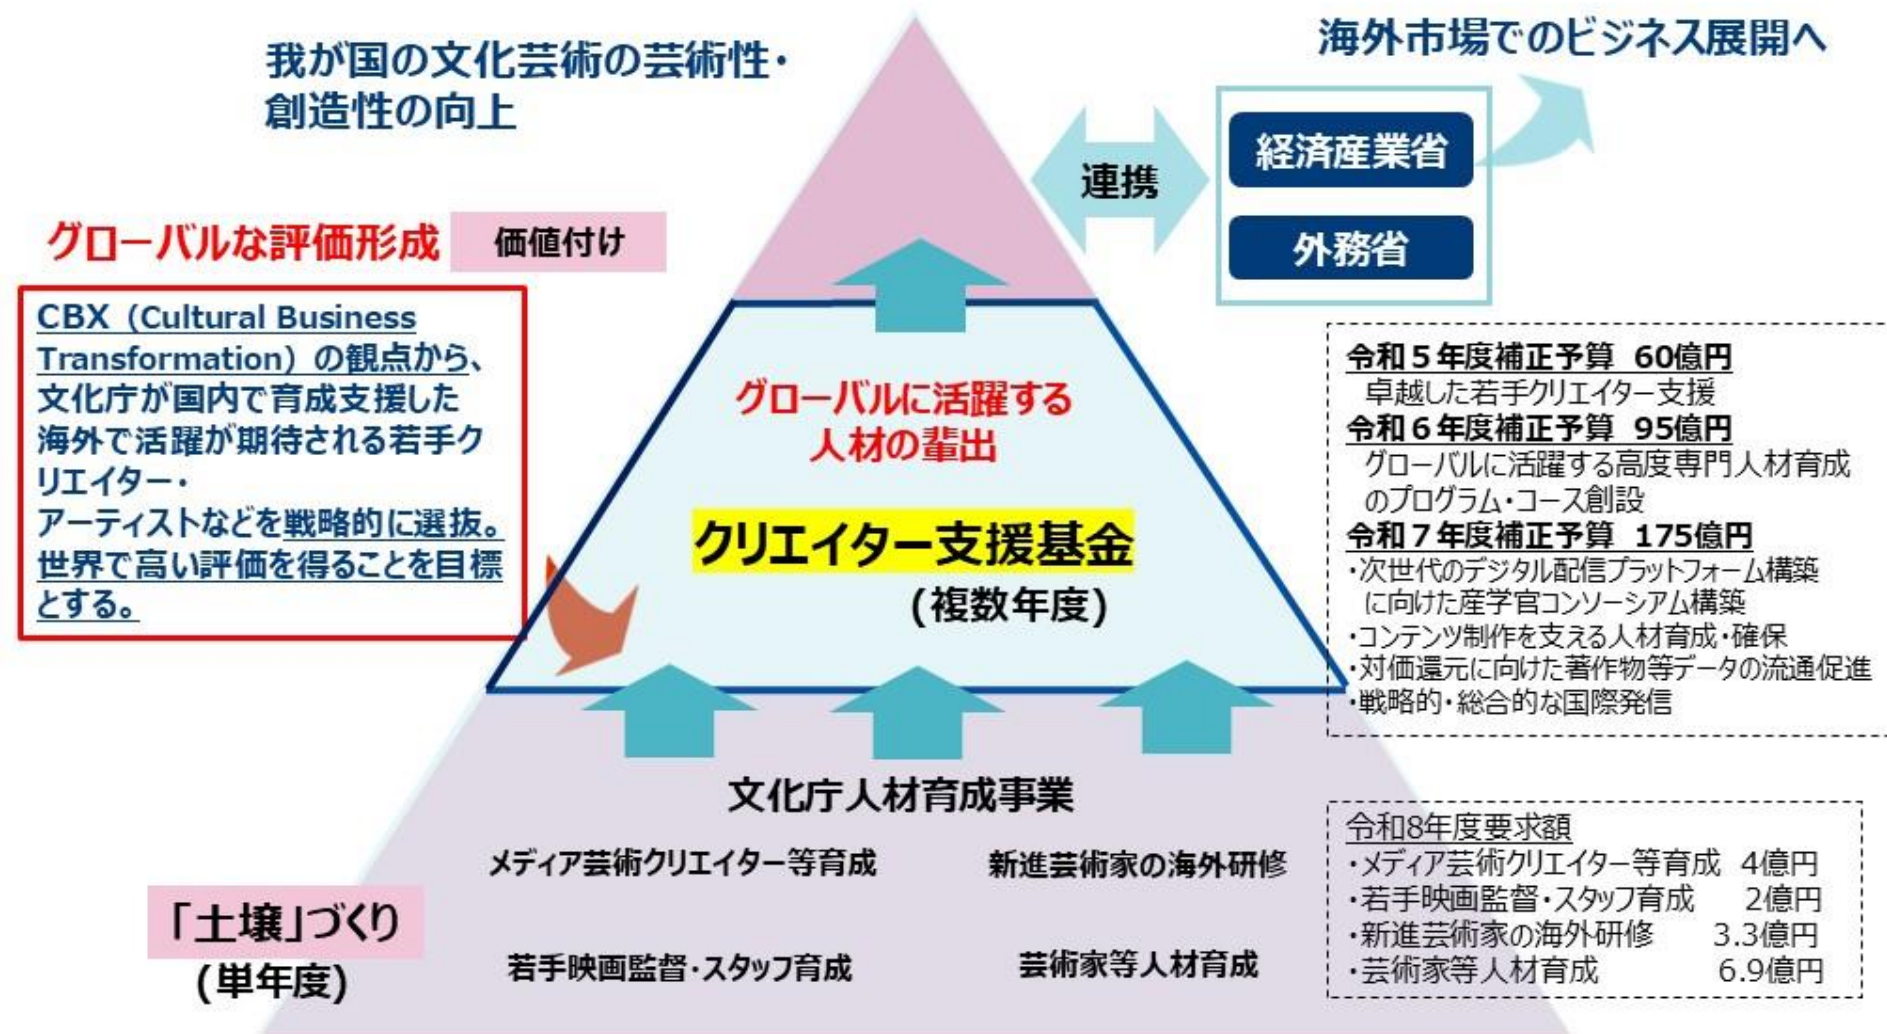 我が国の文化芸術の芸術性・
創造性の向上
海外市場でのビジネス展開へ
経済産業省
連携
外務省
グローバルな評価形成
価値付け
CBX（Cultural Business
Transformation）の観点から、
文化庁が国内で育成支援した
海外で活躍が期待される若手ク
リエイター・
アーティストなどを戦略的に選抜。
世界で高い評価を得ることを目標
とする。
グローバルに活躍する
人材の輩出
クリエイター支援基金
(複数年度)
令和５年度補正予算 60億円
卓越した若手クリエイター支援
令和６年度補正予算 95億円
グローバルに活躍する高度専門人材育成
のプログラム・コース創設
令和７年度補正予算 175億円
・次世代のデジタル配信プラットフォーム構築
に向けた産学官コンソーシアム構築
・コンテンツ制作を支える人材育成・確保
・対価還元に向けた著作物等データの流通促進
・戦略的・総合的な国際発信
文化庁人材育成事業
メディア芸術クリエイター等育成
新進芸術家の海外研修
若手映画監督・スタッフ育成
芸術家等人材育成
「土壌」づくり
(単年度)
令和8年度要求額
・メディア芸術クリエイター等育成 4億円
・若手映画監督・スタッフ育成 2億円
・新進芸術家の海外研修 3.3億円
・芸術家等人材育成 6.9億円